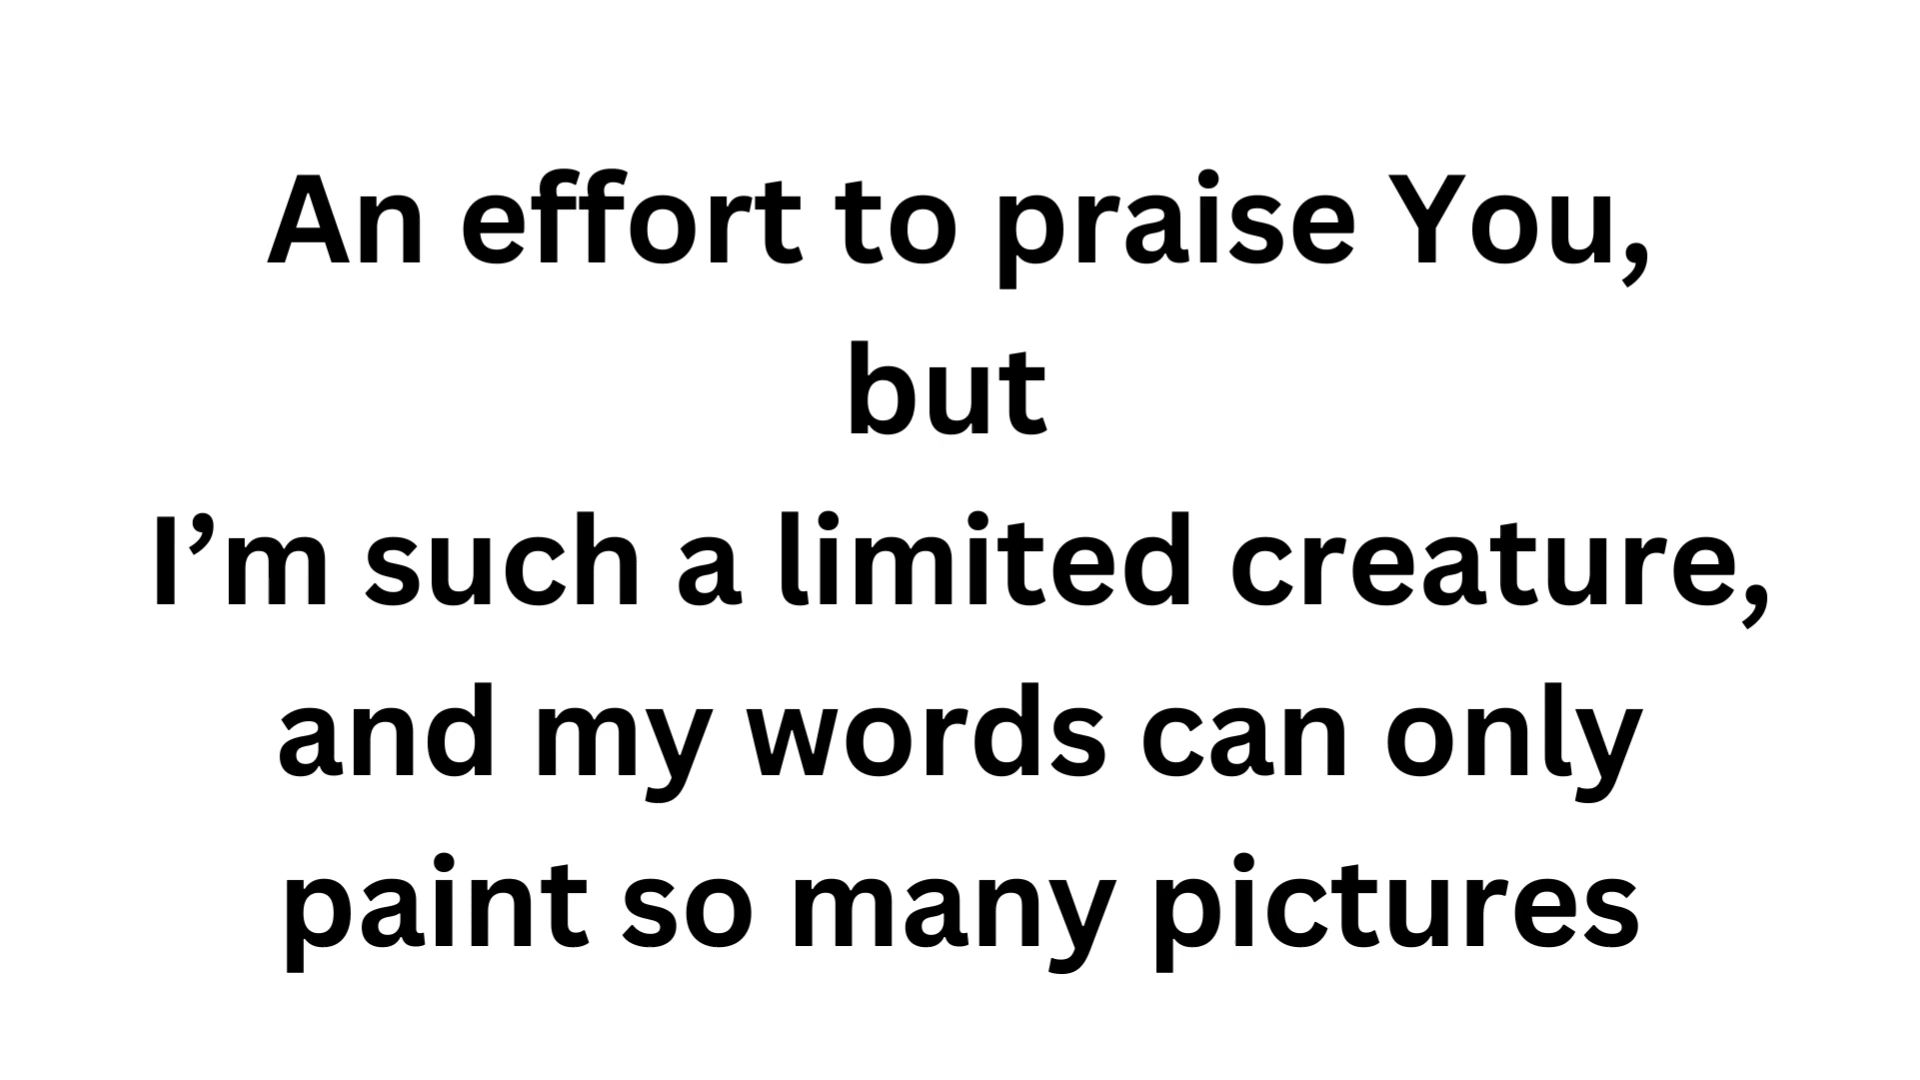 An effort to praise You,
but
I’m such a limited creature,
and my words can only
paint so many pictures